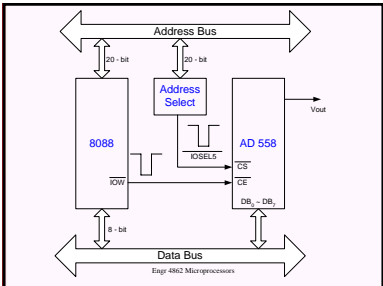 Address Bus
20 - bit
20 - bit
Address
Select
8088
AD 558
Vout
IOSEL5
CS
IOW
CE
DB0 ~ DB7
8 - bit
Data Bus
Engr 4862 Microprocessors